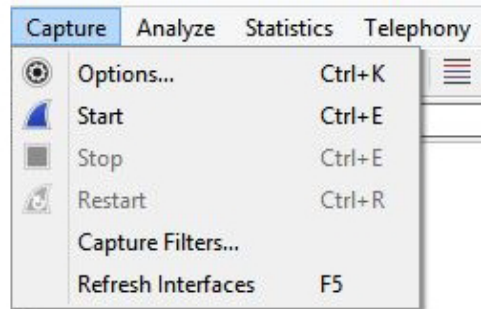 Capture Analyze Statistics Telephony
Options... Ctrl+K
Start Ctrl+E
Stop Ctrl+E
Restart Ctrl+R
Capture Filters...
Refresh Interfaces F5